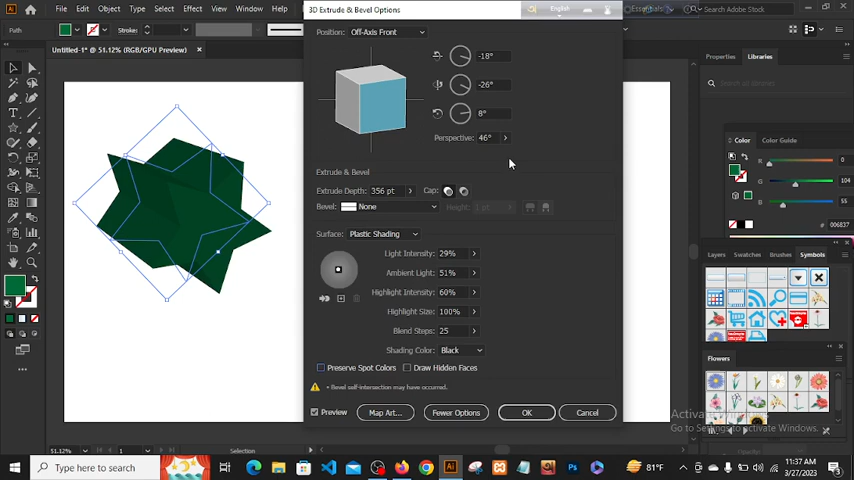 File Edit Object Type Select Effect View Window
3D Extrude & Bevel Options
English
Essentials
Search Adobe Stock
Path
Stroke:
Untitled-1* @ 51.12% (RGB/GPU Preview) ×
Position: Off-Axis Front
-18°
-26°
8°
Perspective: 46°
Properties Libraries
Search all libraries
Color Color Guide
R 0
G 104
B 55
# 006837
Extrude & Bevel
Extrude Depth: 356 pt Cap:
Bevel: None Height: 1 pt
Surface: Plastic Shading
Light Intensity: 29%
Ambient Light: 51%
Highlight Intensity: 60%
Highlight Size: 100%
Blend Steps: 25
Shading Color: Black
Preserve Spot Colors Draw Hidden Faces
Bevel self-intersection may have occurred.
Preview Map Art... Fewer Options OK Cancel
Layers Swatches Brushes Symbols
Flowers
Activate Windows
Go to Settings to activate Windows.
51.12% 0° 1 Selection
Type here to search
81°F
11:37 AM
3/27/2023
3